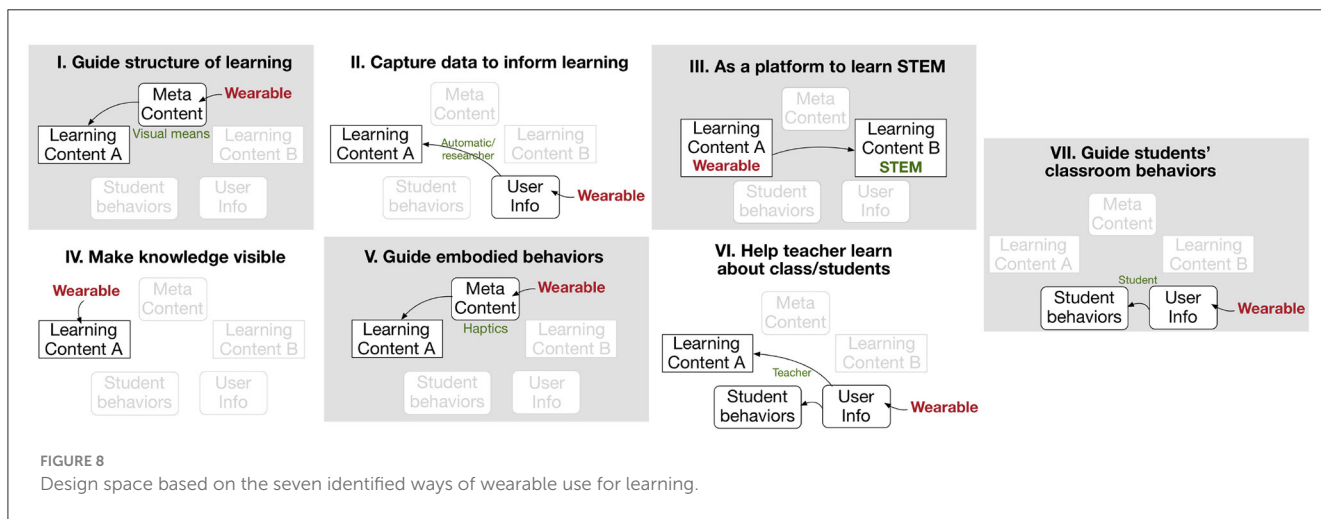 I. Guide structure of learning
Meta
Content
Wearable
Visual means
Learning
Content A
Learning
Content B
Student
behaviors
User
Info
II. Capture data to inform learning
Meta
Content
Learning
Content A
Automatic/
researcher
Learning
Content B
Student
behaviors
User
Info
Wearable
III. As a platform to learn STEM
Meta
Content
Learning
Content A
Wearable
Learning
Content B
STEM
Student
behaviors
User
Info
IV. Make knowledge visible
Wearable
Meta
Content
Learning
Content A
Learning
Content B
Student
behaviors
User
Info
V. Guide embodied behaviors
Meta
Content
Wearable
Haptics
Learning
Content A
Learning
Content B
Student
behaviors
User
Info
VI. Help teacher learn
about class/students
Meta
Content
Learning
Content A
Learning
Content B
Teacher
Student
behaviors
User
Info
Wearable
VII. Guide students’
classroom behaviors
Meta
Content
Learning
Content A
Learning
Content B
Student
Student
behaviors
User
Info
Wearable
FIGURE 8
Design space based on the seven identified ways of wearable use for learning.